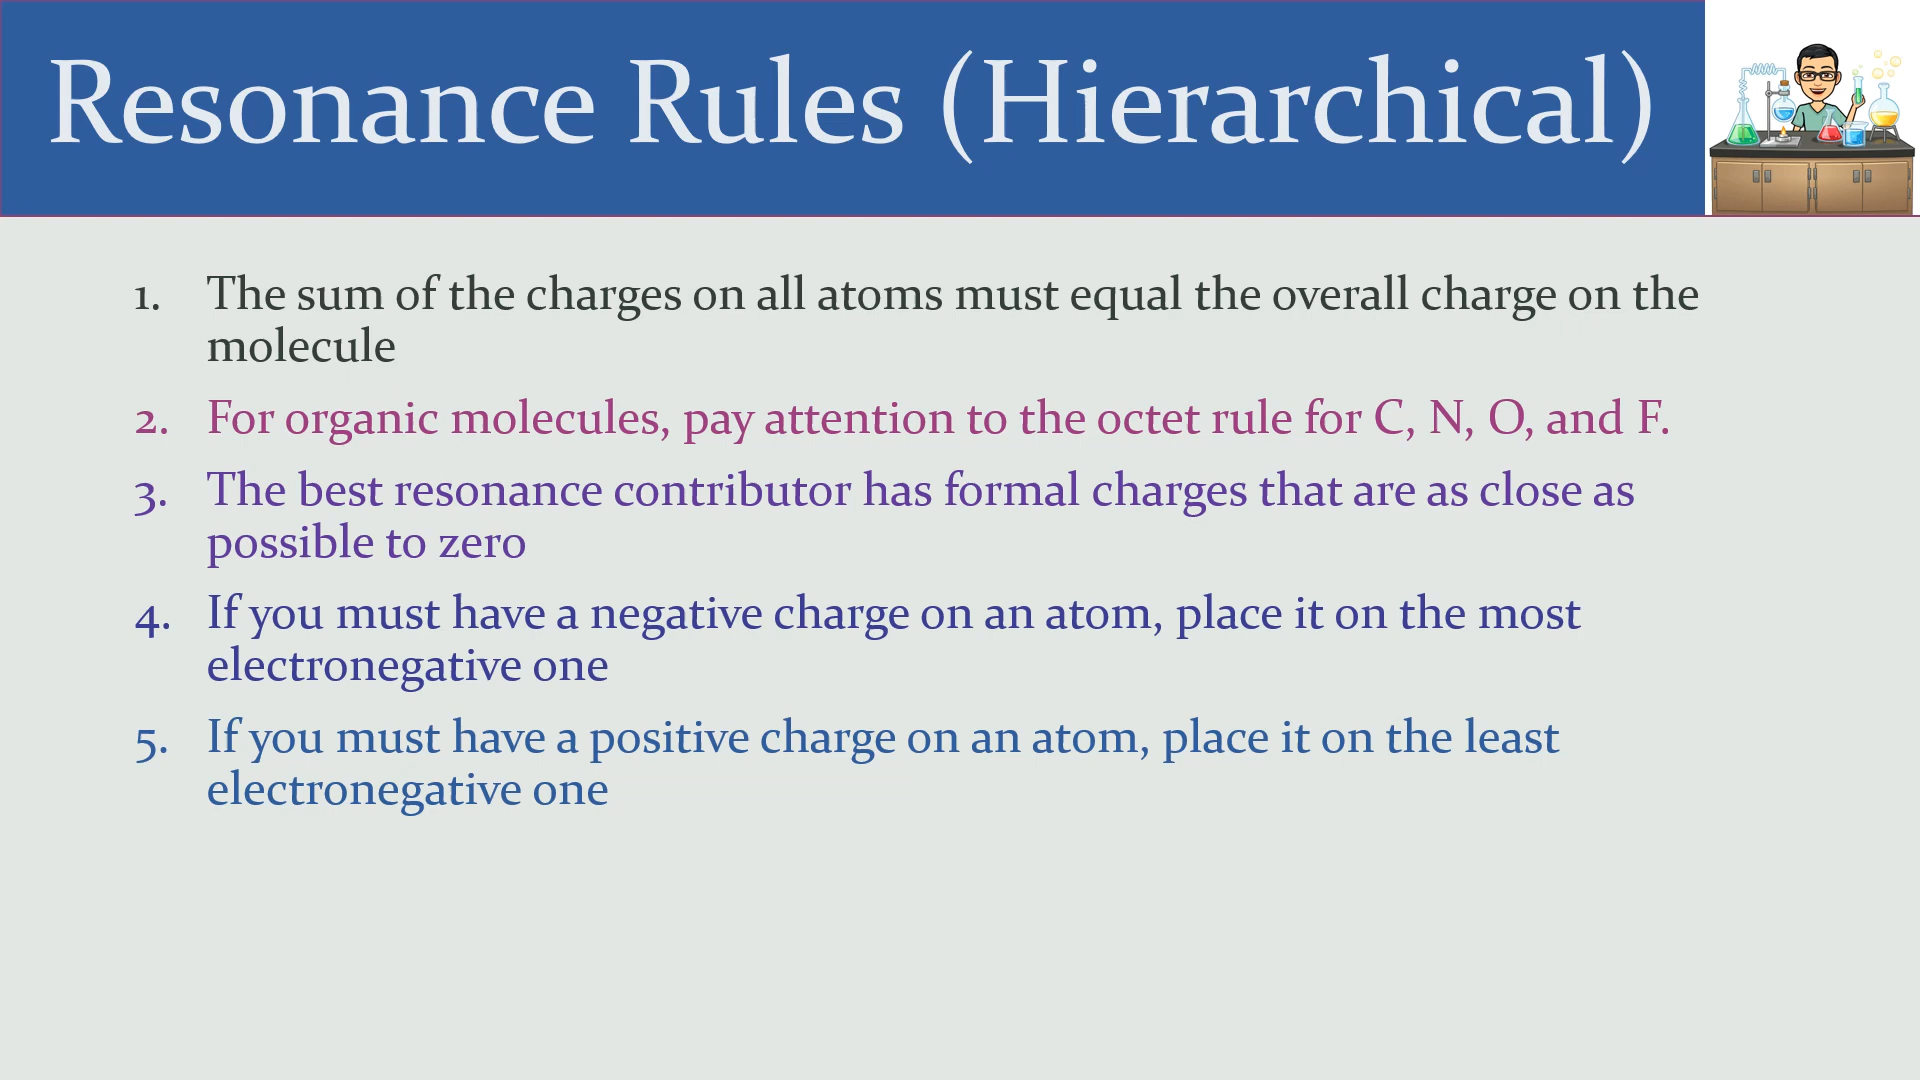 Resonance Rules (Hierarchical)
1. The sum of the charges on all atoms must equal the overall charge on the
molecule
2. For organic molecules, pay attention to the octet rule for C, N, O, and F.
3. The best resonance contributor has formal charges that are as close as
possible to zero
4. If you must have a negative charge on an atom, place it on the most
electronegative one
5. If you must have a positive charge on an atom, place it on the least
electronegative one